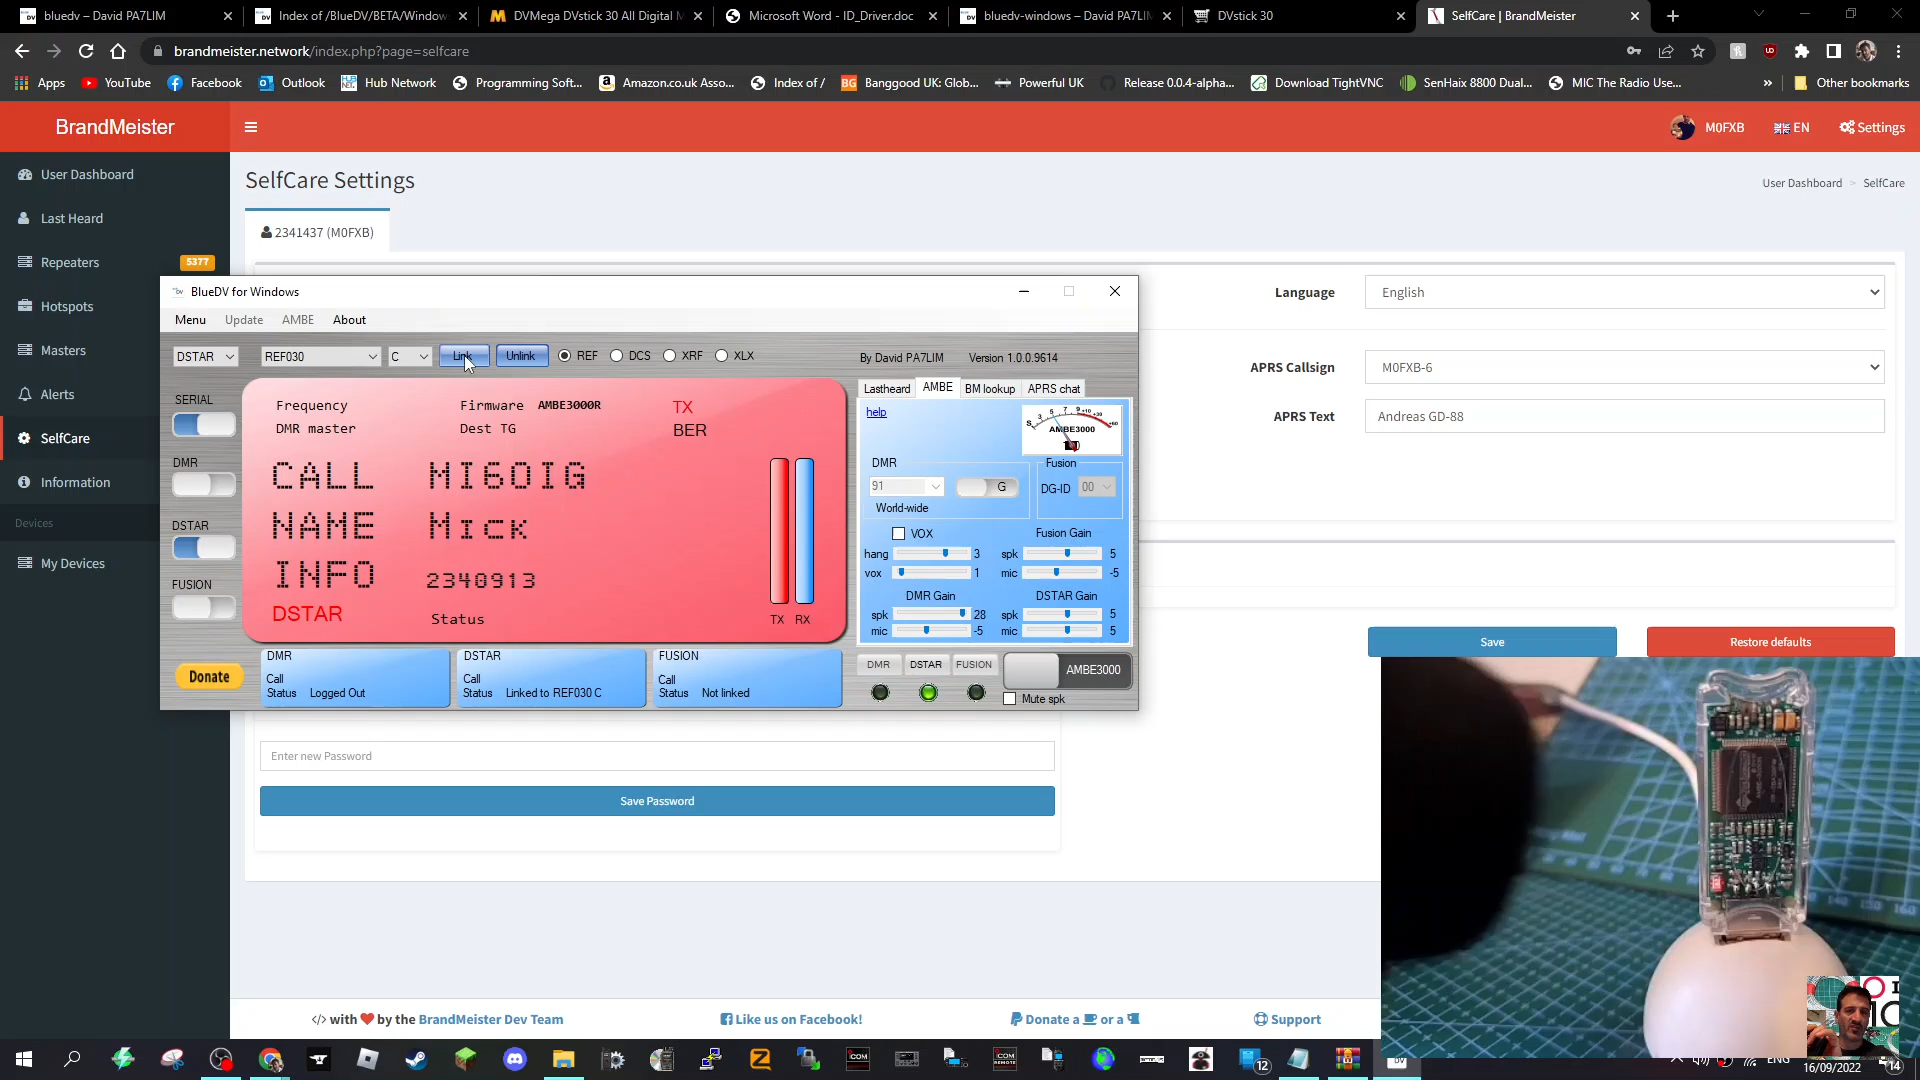 bluedv – David PA7LIM
Index of /BlueDV/BETA/Window
DVMega DVstick 30 All Digital M
Microsoft Word - ID_Driver.doc
bluedv-windows – David PA7LIM
DVstick 30
SelfCare | BrandMeister
brandmeister.network/index.php?page=selfcare
Apps
YouTube
Facebook
Outlook
Hub Network
Programming Soft...
Amazon.co.uk Asso...
Index of /
BG Banggood UK: Glob...
Powerful UK
Release 0.0.4-alpha...
Download TightVNC
SenHaix 8800 Dual...
MIC The Radio Use...
»
Other bookmarks
BrandMeister
M0FXB
EN
Settings
User Dashboard
Last Heard
Repeaters 5377
Hotspots
Masters
Alerts
SelfCare
Information
Devices
My Devices
SelfCare Settings
User Dashboard > SelfCare
2341437 (M0FXB)
Language English
APRS Callsign M0FXB-6
APRS Text Andreas GD-88
Save
Restore defaults
BlueDV for Windows
Menu Update AMBE About
DSTAR REF030 C Link Unlink REF DCS XRF XLX
By David PA7LIM Version 1.0.0.9614
SERIAL
DMR
DSTAR
FUSION
Donate
Frequency Firmware AMBE3000R TX
DMR master Dest TG BER
CALL MI6OIG
NAME Mick
INFO 2340913
DSTAR Status
TX RX
Lastheard AMBE BM lookup APRS chat
help
AMBE3000
DMR
91
G
World-wide
Fusion
DG-ID 00
VOX
hang 3
vox 1
Fusion Gain
spk 5
mic -5
DMR Gain
spk 28
mic -5
DSTAR Gain
spk 5
mic 5
DMR
Call
Status Logged Out
DSTAR
Call
Status Linked to REF030 C
FUSION
Call
Status Not linked
DMR DSTAR FUSION
AMBE3000
Mute spk
Enter new Password
Save Password
</> with ❤ by the BrandMeister Dev Team
Like us on Facebook!
Donate a or a
Support
12
ENG
16/09/2022
14